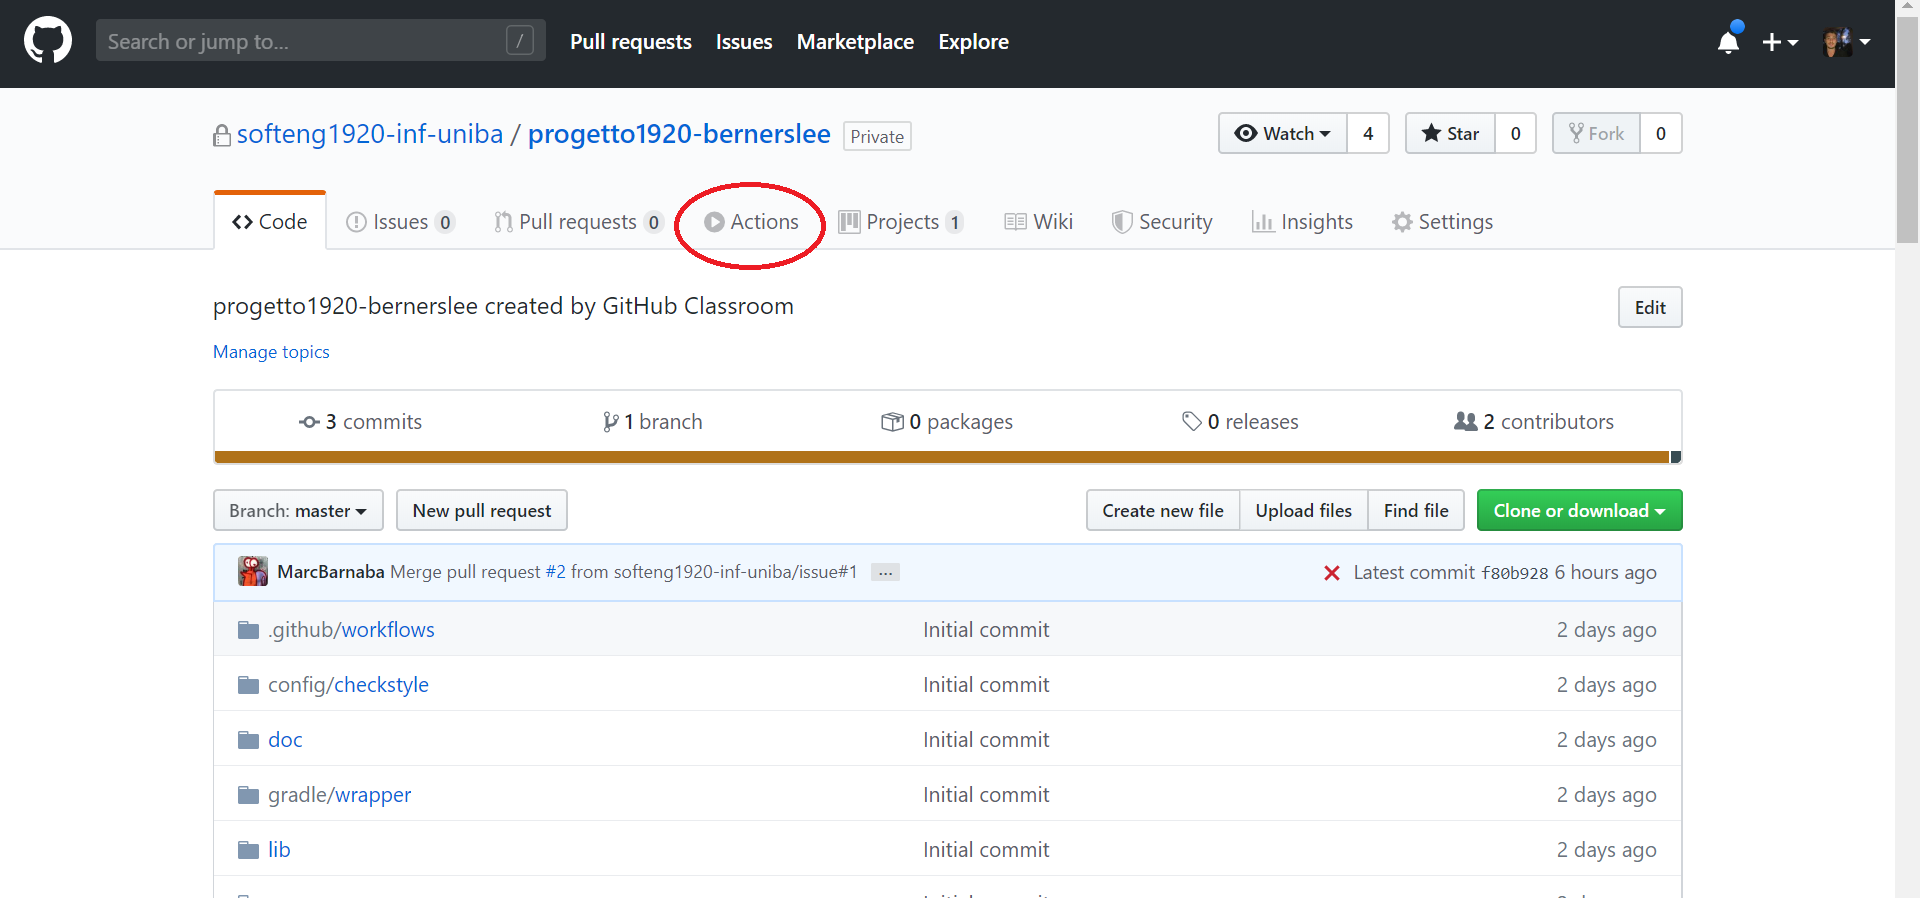 Search or jump to... / Pull requests Issues Marketplace Explore
softeng1920-inf-uniba / progetto1920-bernerslee Private Watch 4 Star 0 Fork 0
Code Issues 0 Pull requests 0 Actions Projects 1 Wiki Security Insights Settings
progetto1920-bernerslee created by GitHub Classroom Edit
Manage topics
3 commits 1 branch 0 packages 0 releases 2 contributors
Branch: master New pull request Create new file Upload files Find file Clone or download
MarcBarnaba Merge pull request #2 from softeng1920-inf-uniba/issue#1 ... Latest commit f80b928 6 hours ago
.github/workflows Initial commit 2 days ago
config/checkstyle Initial commit 2 days ago
doc Initial commit 2 days ago
gradle/wrapper Initial commit 2 days ago
lib Initial commit 2 days ago